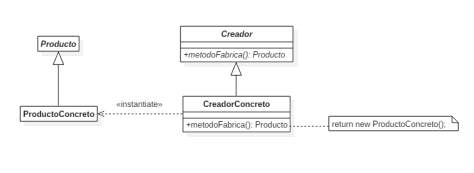 Creador
+metodoFabrica(): Producto
Producto
ProductoConcreto
«instantiate»
CreadorConcreto
+metodoFabrica(): Producto
return new ProductoConcreto();